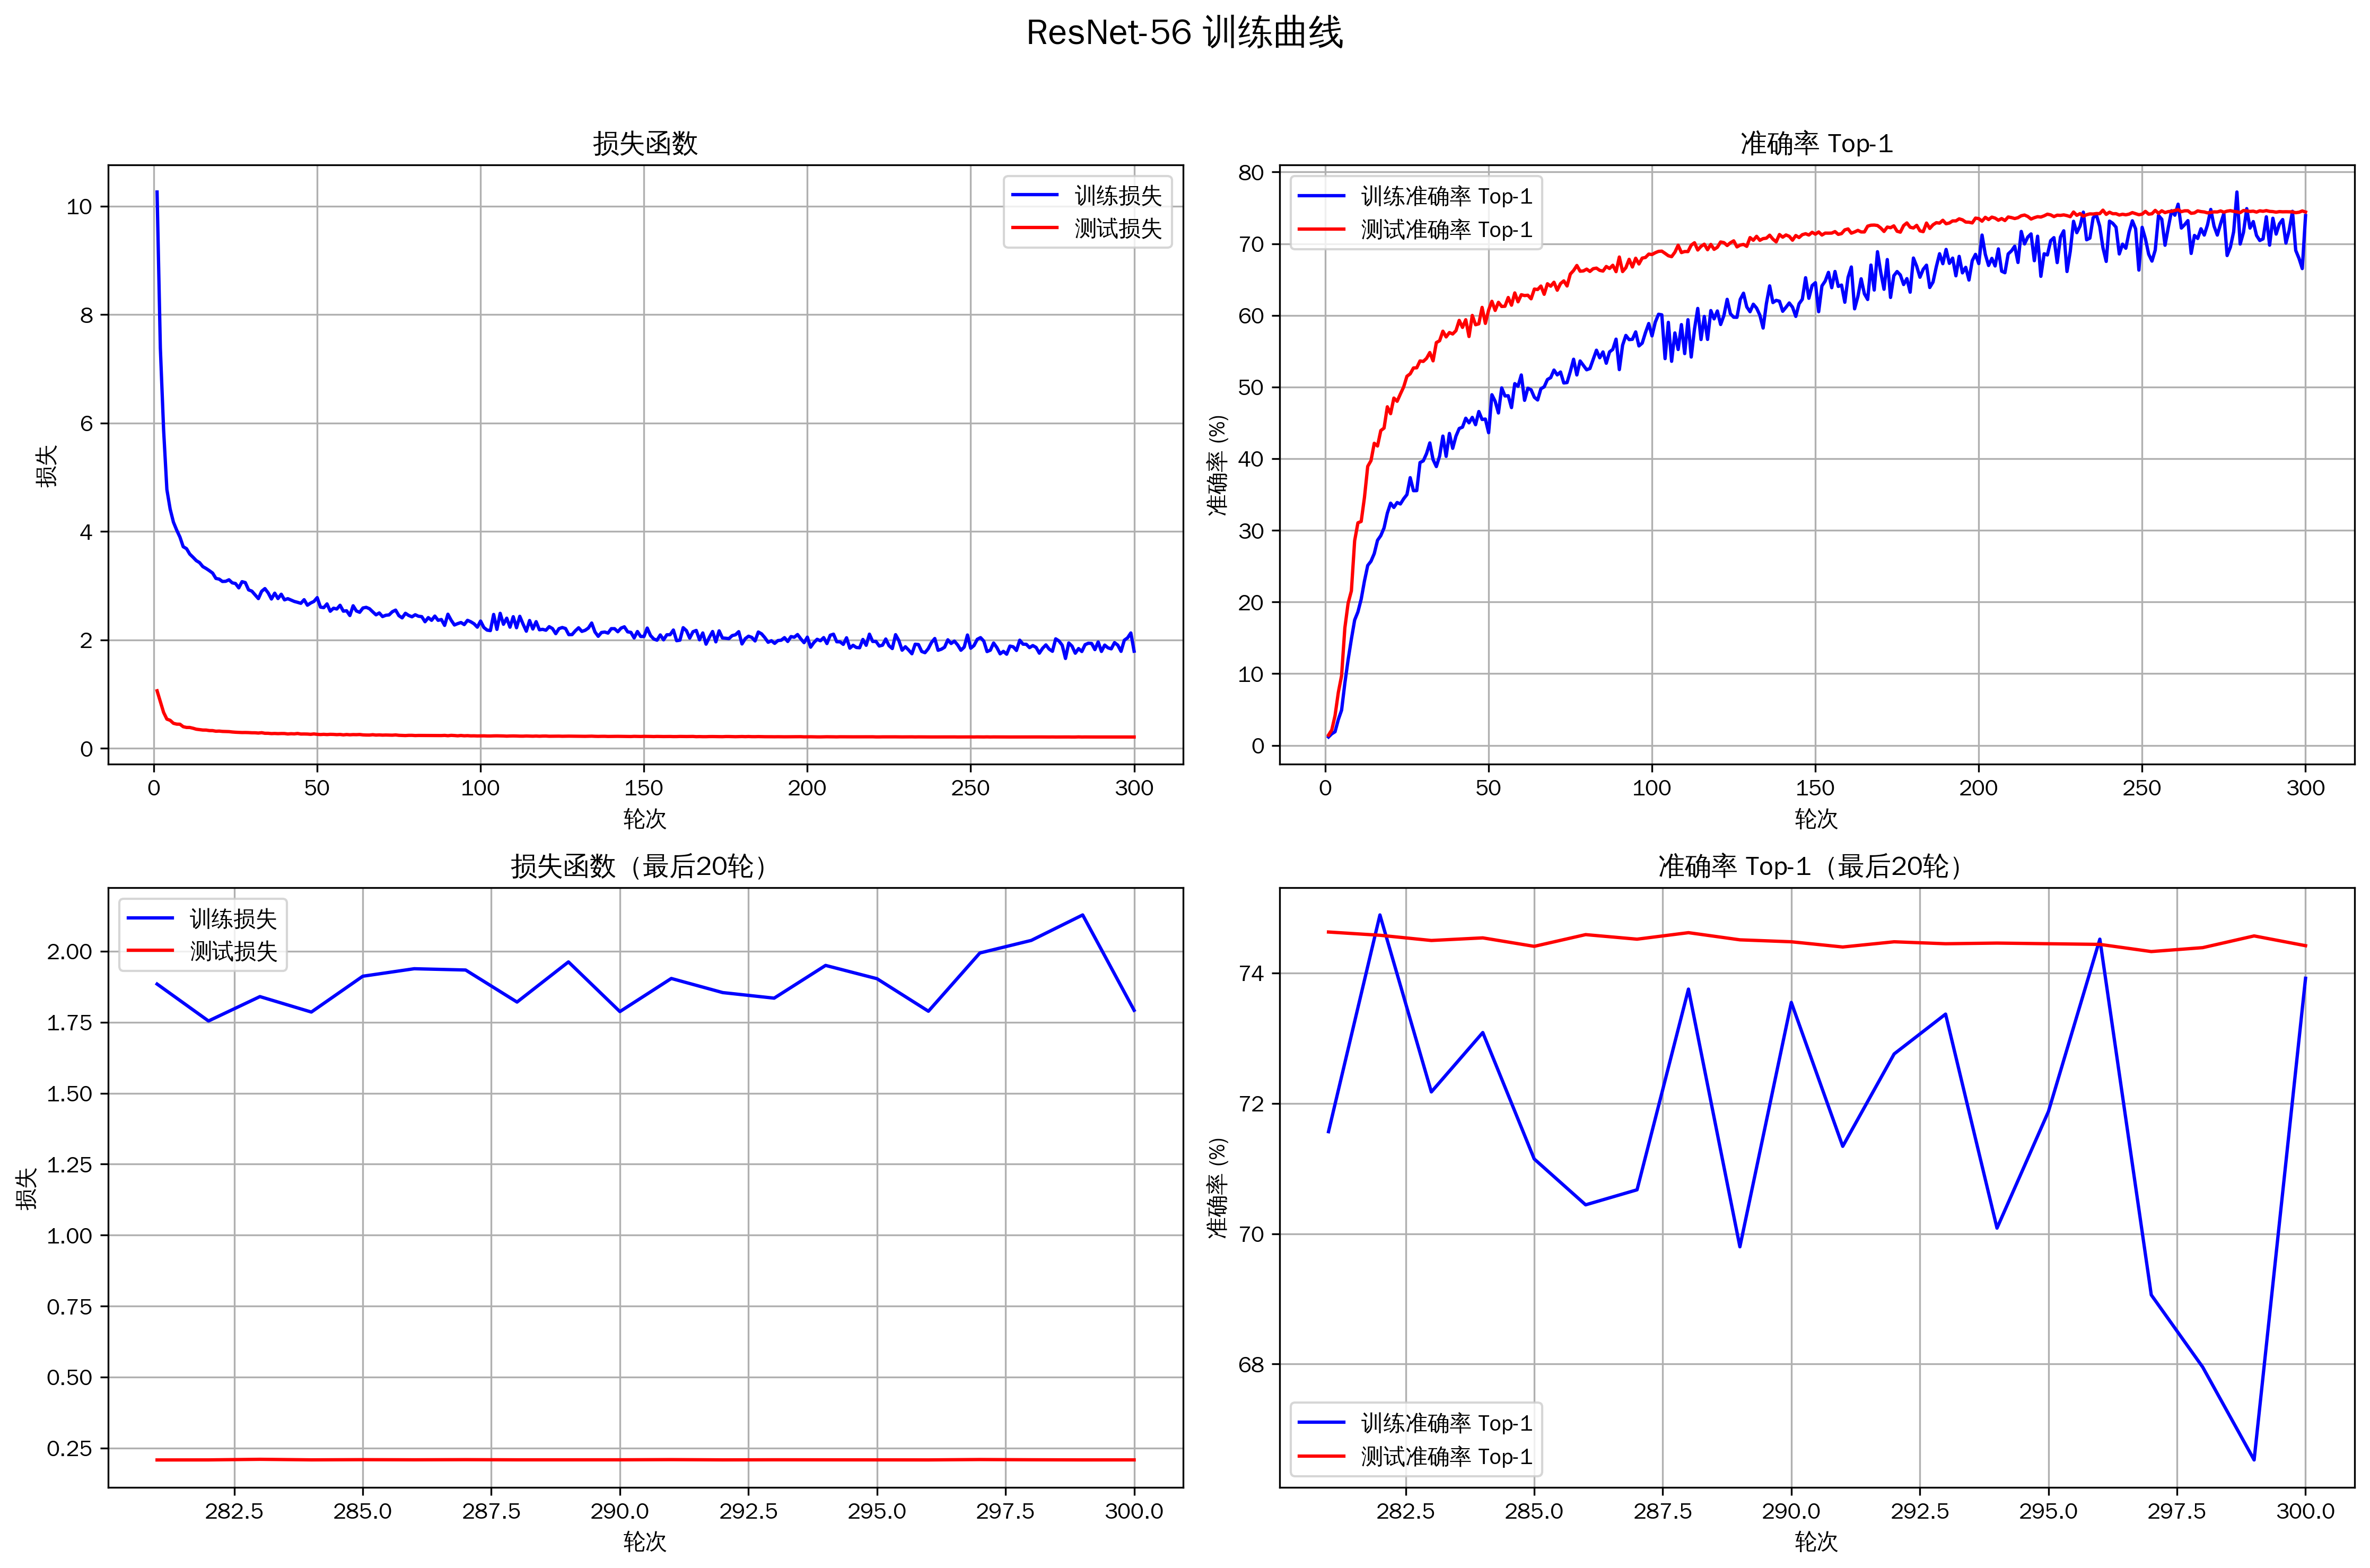 ResNet-56 训练曲线
损失函数
训练损失
测试损失
损失
10
8
6
4
2
0
0 50 100 150 200 250 300
轮次
准确率 Top-1
训练准确率 Top-1
测试准确率 Top-1
准确率 (%)
80
70
60
50
40
30
20
10
0
0 50 100 150 200 250 300
轮次
损失函数（最后20轮）
训练损失
测试损失
损失
2.00
1.75
1.50
1.25
1.00
0.75
0.50
0.25
282.5 285.0 287.5 290.0 292.5 295.0 297.5 300.0
轮次
准确率 Top-1（最后20轮）
准确率 (%)
74
72
70
68
训练准确率 Top-1
测试准确率 Top-1
282.5 285.0 287.5 290.0 292.5 295.0 297.5 300.0
轮次